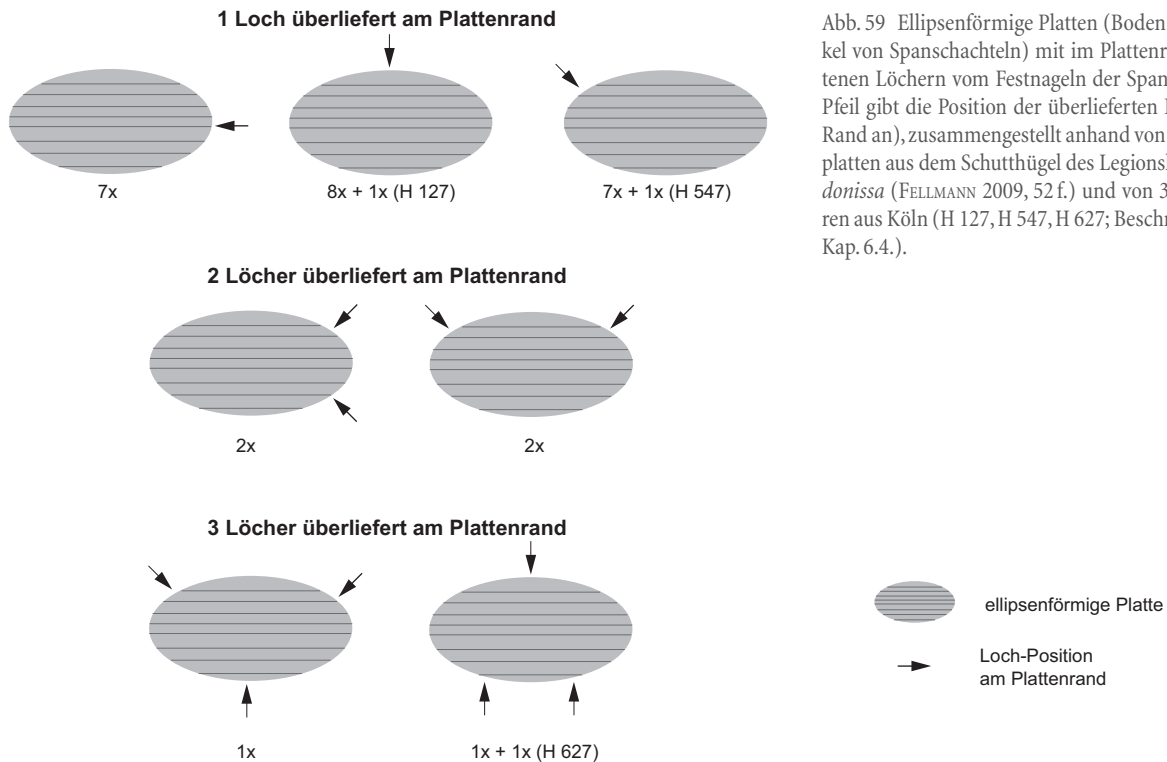 1 Loch überliefert am Plattenrand
7x
8x + 1x (H 127)
7x + 1x (H 547)
2 Löcher überliefert am Plattenrand
2x
2x
3 Löcher überliefert am Plattenrand
1x
1x + 1x (H 627)
ellipsenförmige Platte
Loch-Position
am Plattenrand
Abb. 59 Ellipsenförmige Platten (Boden
kel von Spanschachteln) mit im Plattenr
tenen Löchern vom Festnageln der Span
Pfeil gibt die Position der überlieferten
Rand an), zusammengestellt anhand von
platten aus dem Schutthügel des Legionsl
donissa (FELLMANN 2009, 52 f.) und von 3
ren aus Köln (H 127, H 547, H 627; Beschr
Kap. 6.4.).